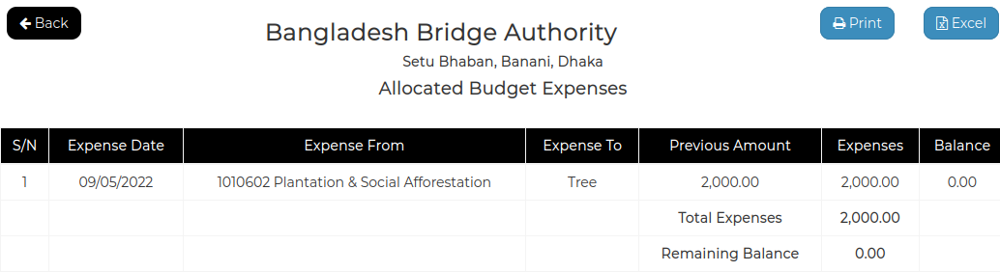 Back
Bangladesh Bridge Authority
Print
Excel
Setu Bhaban, Banani, Dhaka
Allocated Budget Expenses
S/N Expense Date Expense From Expense To Previous Amount Expenses Balance
1 09/05/2022 1010602 Plantation & Social Afforestation Tree 2,000.00 2,000.00 0.00
Total Expenses 2,000.00
Remaining Balance 0.00